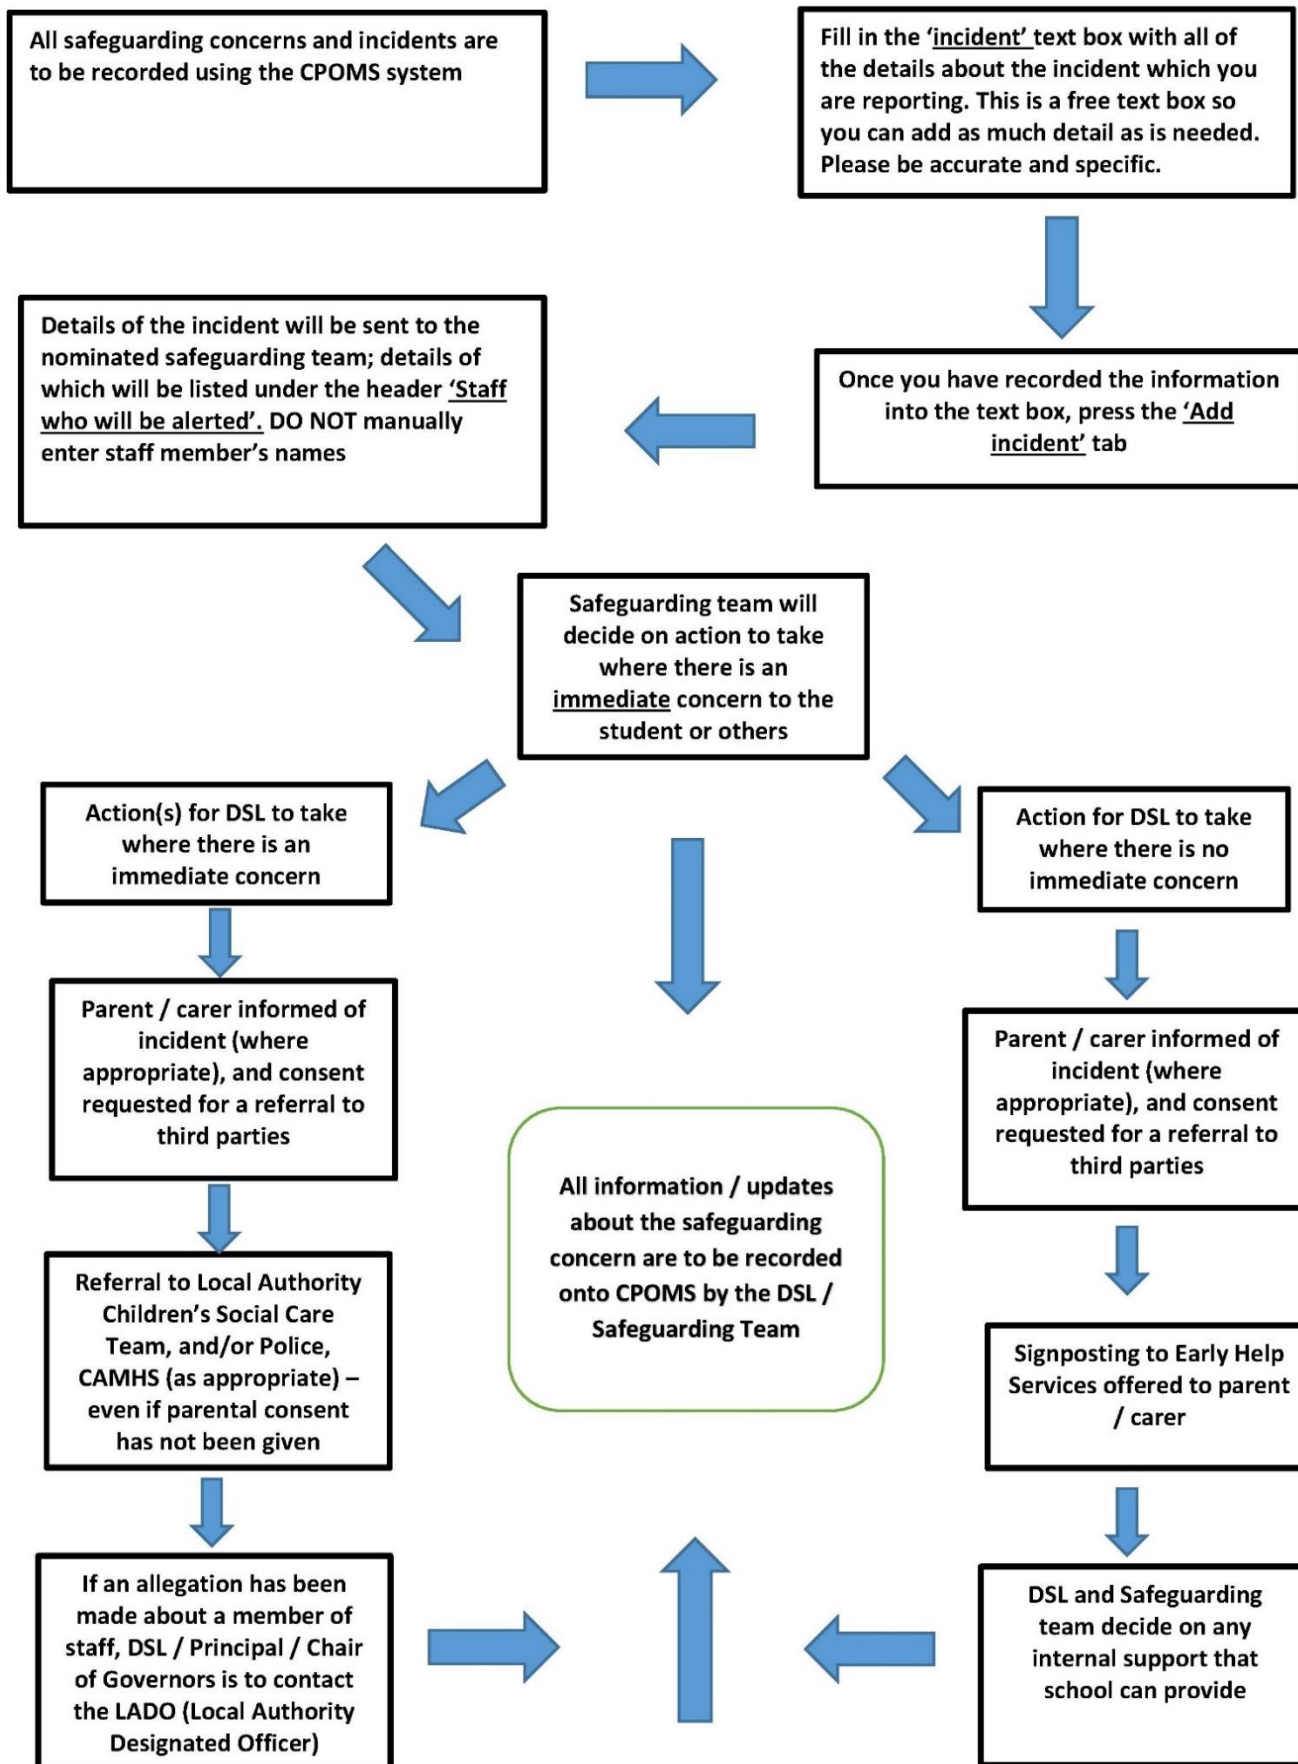 All safeguarding concerns and incidents are
to be recorded using the CPOMS system
Fill in the ‘incident’ text box with all of
the details about the incident which you
are reporting. This is a free text box so
you can add as much detail as is needed.
Please be accurate and specific.
Once you have recorded the information
into the text box, press the ‘Add
incident’ tab
Details of the incident will be sent to the
nominated safeguarding team; details of
which will be listed under the header ‘Staff
who will be alerted’. DO NOT manually
enter staff member’s names
Safeguarding team will
decide on action to take
where there is an
immediate concern to the
student or others
Action(s) for DSL to take
where there is an
immediate concern
Parent / carer informed of
incident (where
appropriate), and consent
requested for a referral to
third parties
Referral to Local Authority
Children’s Social Care
Team, and/or Police,
CAMHS (as appropriate) –
even if parental consent
has not been given
If an allegation has been
made about a member of
staff, DSL / Principal / Chair
of Governors is to contact
the LADO (Local Authority
Designated Officer)
Action for DSL to take
where there is no
immediate concern
Parent / carer informed of
incident (where
appropriate), and consent
requested for a referral to
third parties
Signposting to Early Help
Services offered to parent
/ carer
DSL and Safeguarding
team decide on any
internal support that
school can provide
All information / updates
about the safeguarding
concern are to be recorded
onto CPOMS by the DSL /
Safeguarding Team